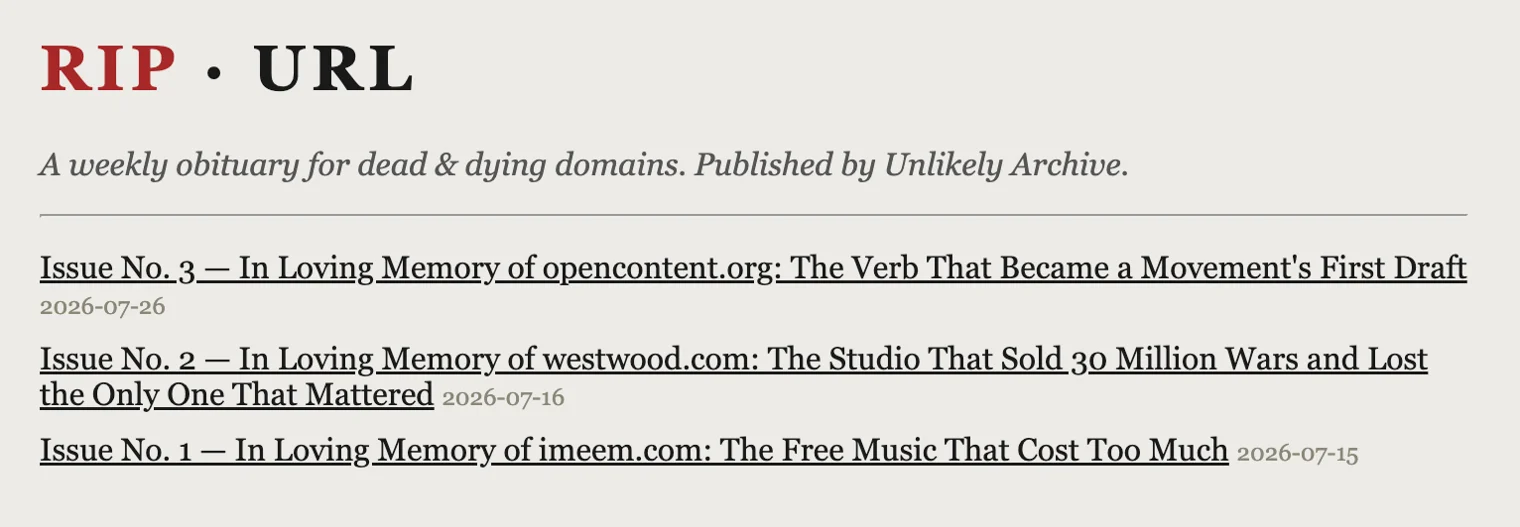 RIP · URL
A weekly obituary for dead & dying domains. Published by Unlikely Archive.
Issue No. 3 — In Loving Memory of opencontent.org: The Verb That Became a Movement's First Draft
2026-07-26
Issue No. 2 — In Loving Memory of westwood.com: The Studio That Sold 30 Million Wars and Lost
the Only One That Mattered 2026-07-16
Issue No. 1 — In Loving Memory of imeem.com: The Free Music That Cost Too Much 2026-07-15